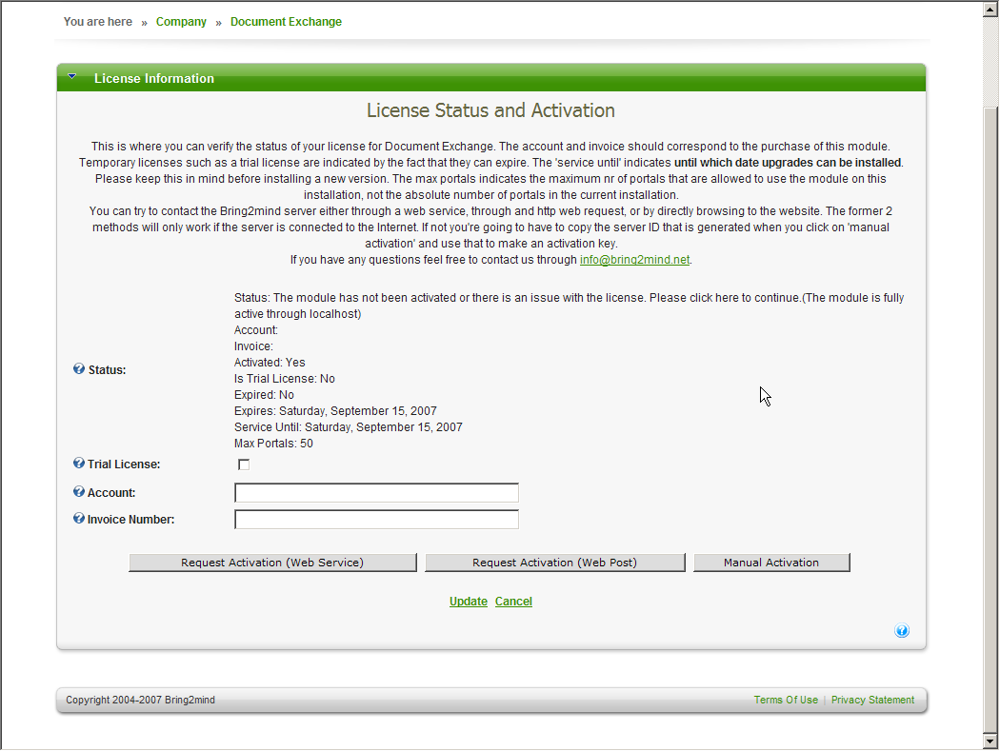 You are here » Company » Document Exchange
License Information
License Status and Activation
This is where you can verify the status of your license for Document Exchange. The account and invoice should correspond to the purchase of this module.
Temporary licenses such as a trial license are indicated by the fact that they can expire. The 'service until' indicates until which date upgrades can be installed.
Please keep this in mind before installing a new version. The max portals indicates the maximum nr of portals that are allowed to use the module on this
installation, not the absolute number of portals in the current installation.
You can try to contact the Bring2mind server either through a web service, through and http web request, or by directly browsing to the website. The former 2
methods will only work if the server is connected to the Internet. If not you're going to have to copy the server ID that is generated when you click on 'manual
activation' and use that to make an activation key.
If you have any questions feel free to contact us through info@bring2mind.net.
Status: The module has not been activated or there is an issue with the license. Please click here to continue.(The module is fully
active through localhost)
Account:
Invoice:
Activated: Yes
Status:
Is Trial License: No
Expired: No
Expires: Saturday, September 15, 2007
Service Until: Saturday, September 15, 2007
Max Portals: 50
Trial License:
Account:
Invoice Number:
Request Activation (Web Service) Request Activation (Web Post) Manual Activation
Update Cancel
Copyright 2004-2007 Bring2mind Terms Of Use | Privacy Statement